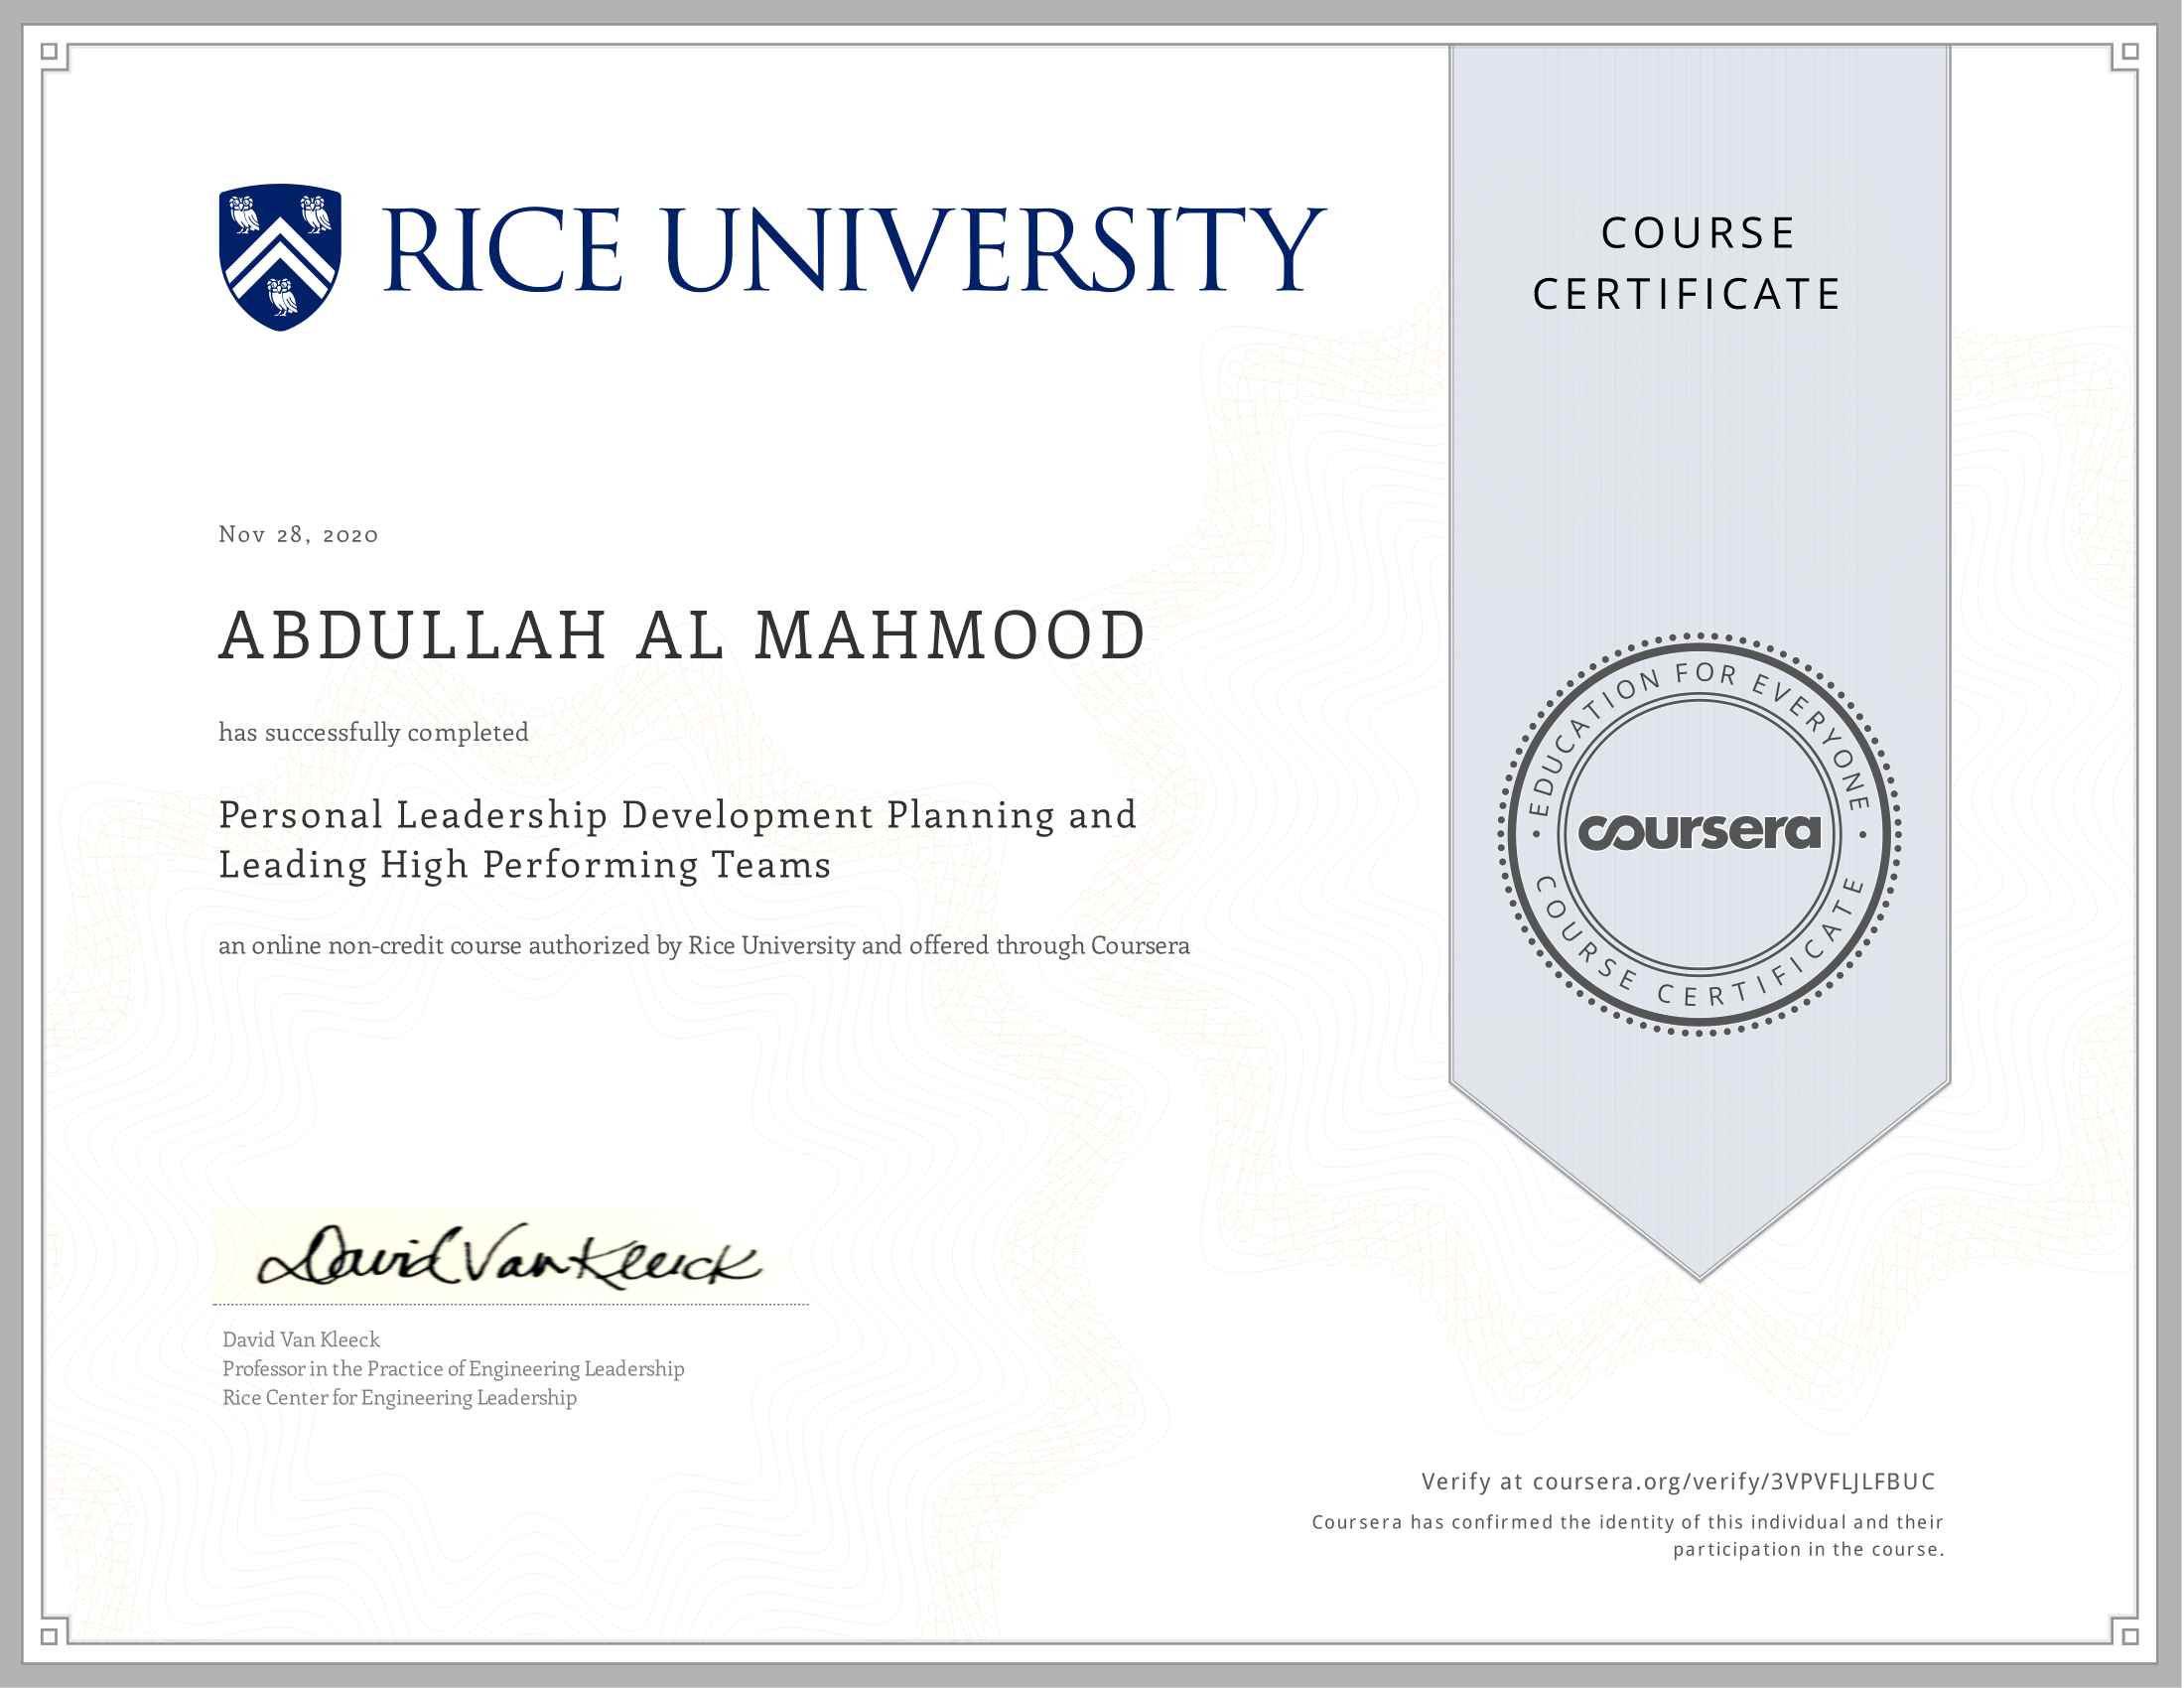 RICE UNIVERSITY
COURSE
CERTIFICATE
Nov 28, 2020
ABDULLAH AL MAHMOOD
has successfully completed
Personal Leadership Development Planning and
Leading High Performing Teams
an online non-credit course authorized by Rice University and offered through Coursera
EDUCATION FOR EVERYONE
coursera
COURSE CERTIFICATE
David Van Kleeck
David Van Kleeck
Professor in the Practice of Engineering Leadership
Rice Center for Engineering Leadership
Verify at coursera.org/verify/3VPVFLJLFBUC
Coursera has confirmed the identity of this individual and their
participation in the course.